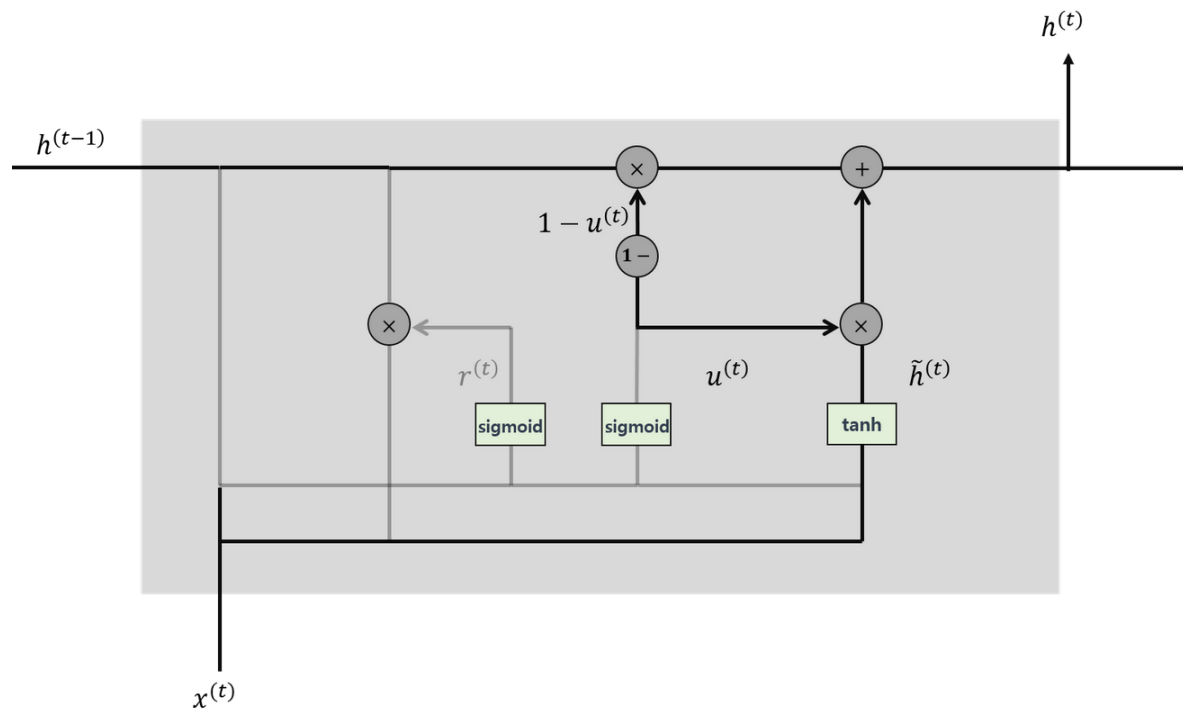 h^(t)
h^(t−1)
×
+
1 − u^(t)
1 −
×
×
r^(t)
u^(t)
h̃^(t)
sigmoid
sigmoid
tanh
x^(t)